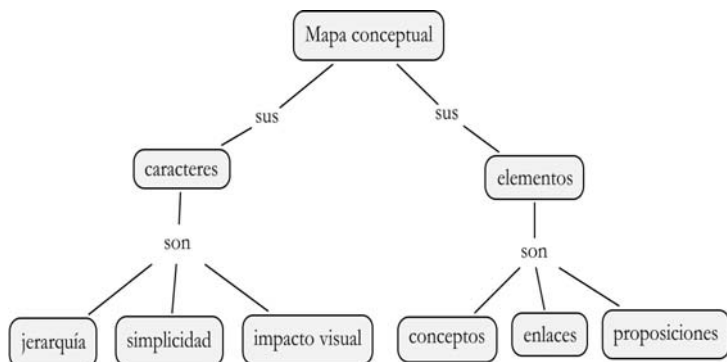 Mapa conceptual
sus
sus
caracteres
elementos
son
son
jerarquía
simplicidad
impacto visual
conceptos
enlaces
proposiciones